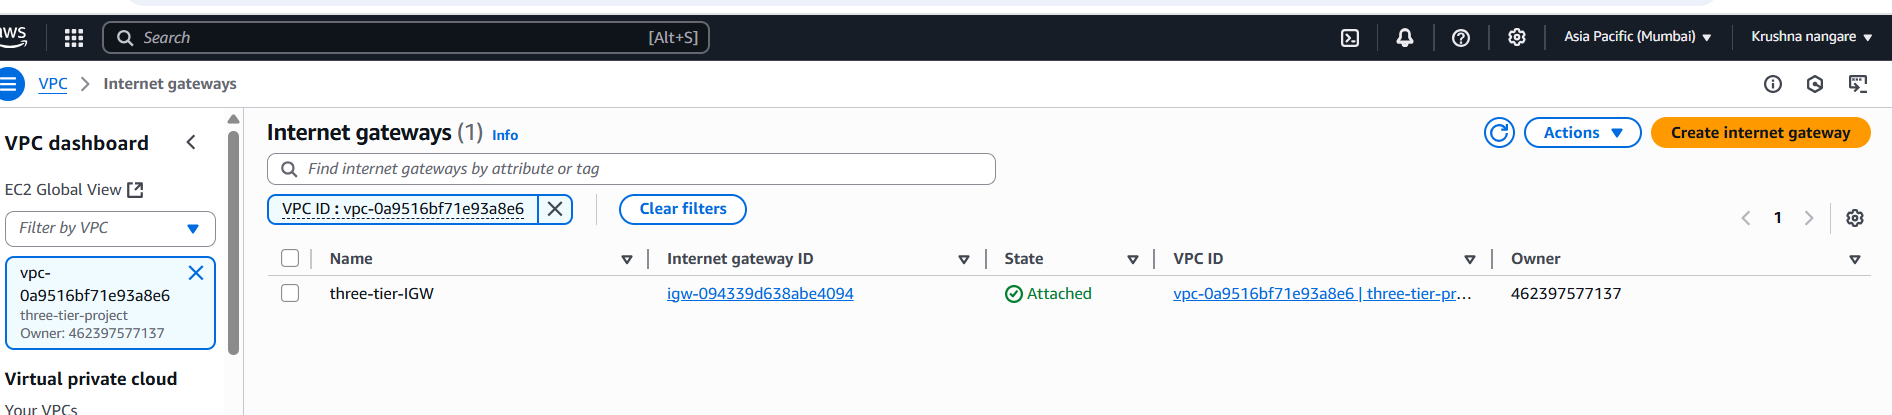 aws
Search [Alt+S]
Asia Pacific (Mumbai)
Krushna nangare
VPC
Internet gateways
VPC dashboard
EC2 Global View
Filter by VPC
vpc-
0a9516bf71e93a8e6
three-tier-project
Owner: 462397577137
Virtual private cloud
Your VPCs
Internet gateways (1) Info
Actions
Create internet gateway
Find internet gateways by attribute or tag
VPC ID : vpc-0a9516bf71e93a8e6
Clear filters
1
Name Internet gateway ID State VPC ID Owner
three-tier-IGW igw-094339d638abe4094 Attached vpc-0a9516bf71e93a8e6 | three-tier-pr... 462397577137